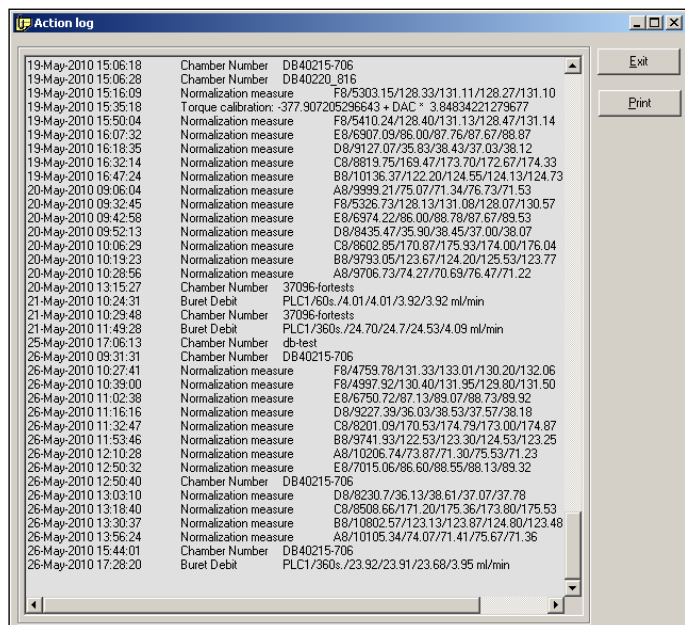 Action log
Exit
Print
19-May-2010 15:06:18 Chamber Number DB40215-706
19-May-2010 15:06:28 Chamber Number DB40220_816
19-May-2010 15:16:09 Normalization measure F8/5303.15/128.33/131.11/128.27/131.10
19-May-2010 15:35:18 Torque calibration: -377.907205296643 + DAC * 3.84834221279677
19-May-2010 15:50:04 Normalization measure F8/5410.24/128.40/131.13/128.47/131.14
19-May-2010 16:07:32 Normalization measure E8/6907.09/86.00/87.76/87.67/88.87
19-May-2010 16:18:35 Normalization measure D8/9127.07/35.83/38.43/37.03/38.12
19-May-2010 16:32:14 Normalization measure C8/8819.75/169.47/173.70/172.67/174.33
19-May-2010 16:47:24 Normalization measure B8/10136.37/122.20/124.55/124.13/124.73
20-May-2010 09:06:04 Normalization measure A8/9999.21/75.07/71.34/76.73/71.53
20-May-2010 09:32:45 Normalization measure F8/5326.73/128.13/131.08/128.07/130.57
20-May-2010 09:42:58 Normalization measure E8/6974.22/86.00/88.78/87.67/89.53
20-May-2010 09:52:13 Normalization measure D8/8435.47/35.90/38.45/37.00/38.07
20-May-2010 10:06:29 Normalization measure C8/8602.85/170.87/175.93/174.00/176.04
20-May-2010 10:19:23 Normalization measure B8/9793.05/123.67/124.20/125.53/123.77
20-May-2010 10:28:56 Normalization measure A8/9706.73/74.27/70.69/76.47/71.22
20-May-2010 13:15:27 Chamber Number 37096-fortests
21-May-2010 10:24:31 Buret Debit PLC1/60s./4.01/4.01/3.92/3.92 ml/min
21-May-2010 10:29:48 Chamber Number 37096-fortests
21-May-2010 11:49:28 Buret Debit PLC1/360s./24.70/24.7/24.53/4.09 ml/min
25-May-2010 17:06:13 Chamber Number db-test
26-May-2010 09:31:31 Chamber Number DB40215-706
26-May-2010 10:27:41 Normalization measure F8/4759.78/131.33/133.01/130.20/132.06
26-May-2010 10:39:00 Normalization measure F8/4997.92/130.40/131.95/129.80/131.50
26-May-2010 11:02:38 Normalization measure E8/6750.72/87.13/89.07/88.73/89.92
26-May-2010 11:16:16 Normalization measure D8/9227.39/36.03/38.53/37.57/38.18
26-May-2010 11:32:47 Normalization measure C8/8201.09/170.53/174.79/173.00/174.87
26-May-2010 11:53:46 Normalization measure B8/9741.93/122.53/123.30/124.53/123.25
26-May-2010 12:10:28 Normalization measure A8/10206.74/73.87/71.30/75.53/71.23
26-May-2010 12:50:32 Normalization measure E8/7015.06/86.60/88.55/88.13/89.32
26-May-2010 12:50:40 Chamber Number DB40215-706
26-May-2010 13:03:10 Normalization measure D8/8230.7/36.13/38.61/37.07/37.78
26-May-2010 13:18:40 Normalization measure C8/8508.66/171.20/175.36/173.80/175.53
26-May-2010 13:30:37 Normalization measure B8/10802.57/123.13/123.87/124.80/123.48
26-May-2010 13:56:24 Normalization measure A8/10105.34/74.07/71.41/75.67/71.36
26-May-2010 15:44:01 Chamber Number DB40215-706
26-May-2010 17:28:20 Buret Debit PLC1/360s./23.92/23.91/23.68/3.95 ml/min